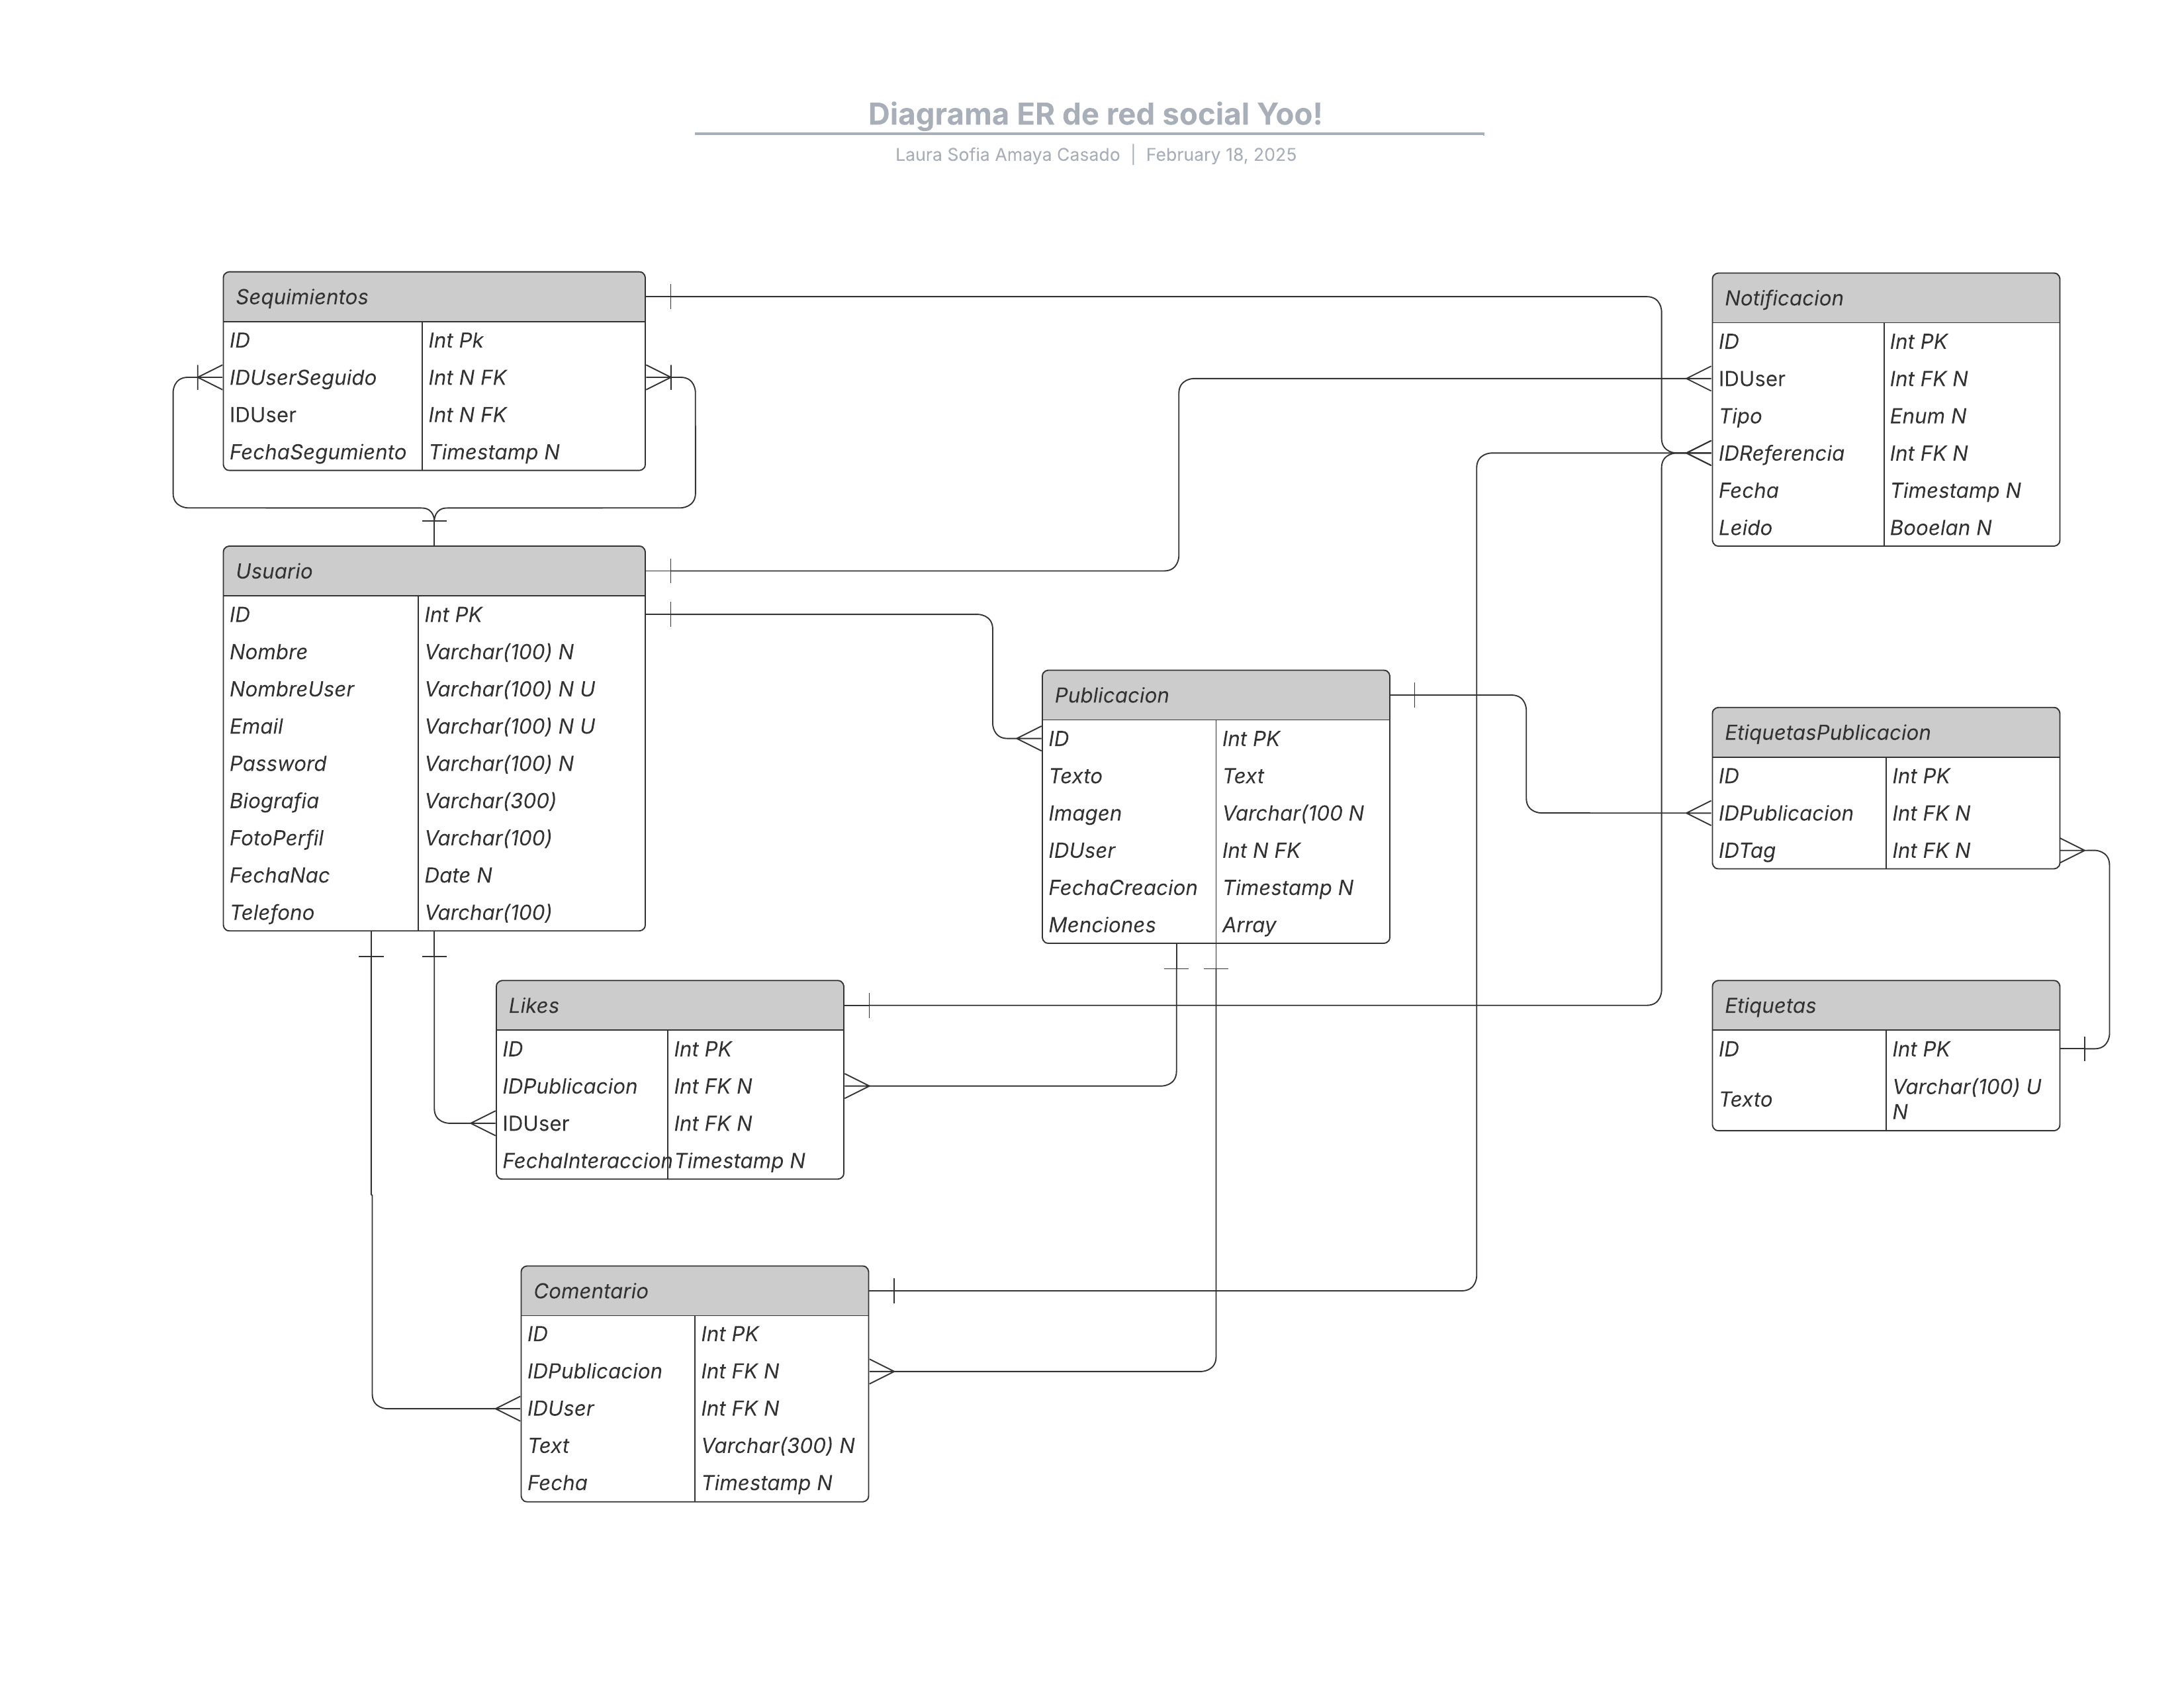 Diagrama ER de red social Yoo!
Laura Sofia Amaya Casado | February 18, 2025
Sequimientos
ID Int Pk
IDUserSeguido Int N FK
IDUser Int N FK
FechaSegumiento Timestamp N
Notificacion
ID Int PK
IDUser Int FK N
Tipo Enum N
IDReferencia Int FK N
Fecha Timestamp N
Leido Booelan N
Usuario
ID Int PK
Nombre Varchar(100) N
NombreUser Varchar(100) N U
Email Varchar(100) N U
Password Varchar(100) N
Biografia Varchar(300)
FotoPerfil Varchar(100)
FechaNac Date N
Telefono Varchar(100)
Publicacion
ID Int PK
Texto Text
Imagen Varchar(100 N
IDUser Int N FK
FechaCreacion Timestamp N
Menciones Array
EtiquetasPublicacion
ID Int PK
IDPublicacion Int FK N
IDTag Int FK N
Likes
ID Int PK
IDPublicacion Int FK N
IDUser Int FK N
FechaInteraccion Timestamp N
Etiquetas
ID Int PK
Texto Varchar(100) U
N
Comentario
ID Int PK
IDPublicacion Int FK N
IDUser Int FK N
Text Varchar(300) N
Fecha Timestamp N